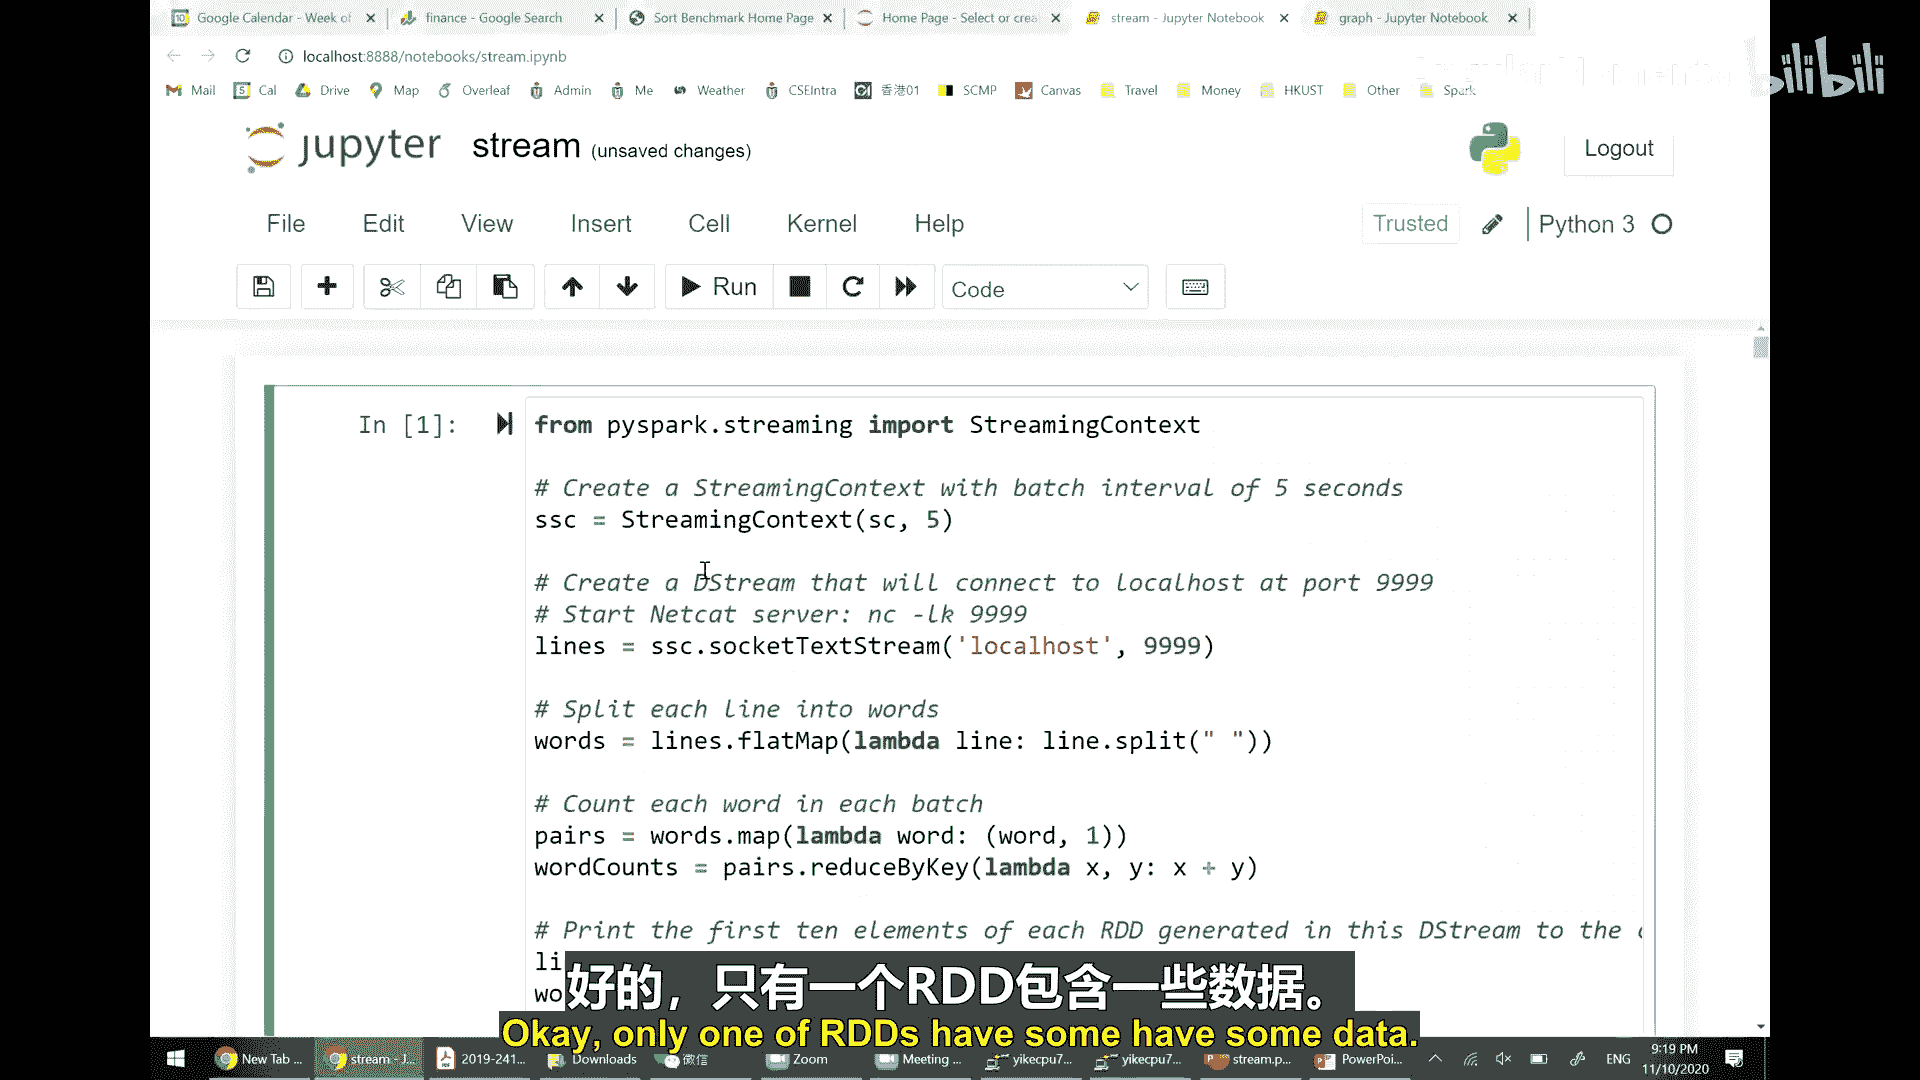 Google Calendar - Week of
finance - Google Search
Sort Benchmark Home Page
Home Page - Select or crea
stream - Jupyter Notebook
graph - Jupyter Notebook
localhost:8888/notebooks/stream.ipynb
bilibili
Mail Cal Drive Map Overleaf Admin Me Weather CSEIntra 香港01 SCMP Canvas Travel Money HKUST Other Spark
jupyter stream (unsaved changes) Logout
File Edit View Insert Cell Kernel Help Trusted Python 3
Run Code
In [1]: from pyspark.streaming import StreamingContext
# Create a StreamingContext with batch interval of 5 seconds
ssc = StreamingContext(sc, 5)
# Create a DStream that will connect to localhost at port 9999
# Start Netcat server: nc -lk 9999
lines = ssc.socketTextStream('localhost', 9999)
# Split each line into words
words = lines.flatMap(lambda line: line.split(" "))
# Count each word in each batch
pairs = words.map(lambda word: (word, 1))
wordCounts = pairs.reduceByKey(lambda x, y: x + y)
# Print the first ten elements of each RDD generated in this DStream to the
li
wo
好的，只有一个RDD包含一些数据。
Okay, only one of RDDs have some have some data.
New Tab ... stream - J... 2019-241... Downloads 微信 Zoom Meeting ... yikecpu7... yikecpu7... stream.p... PowerPoi... ENG 9:19 PM
11/10/2020